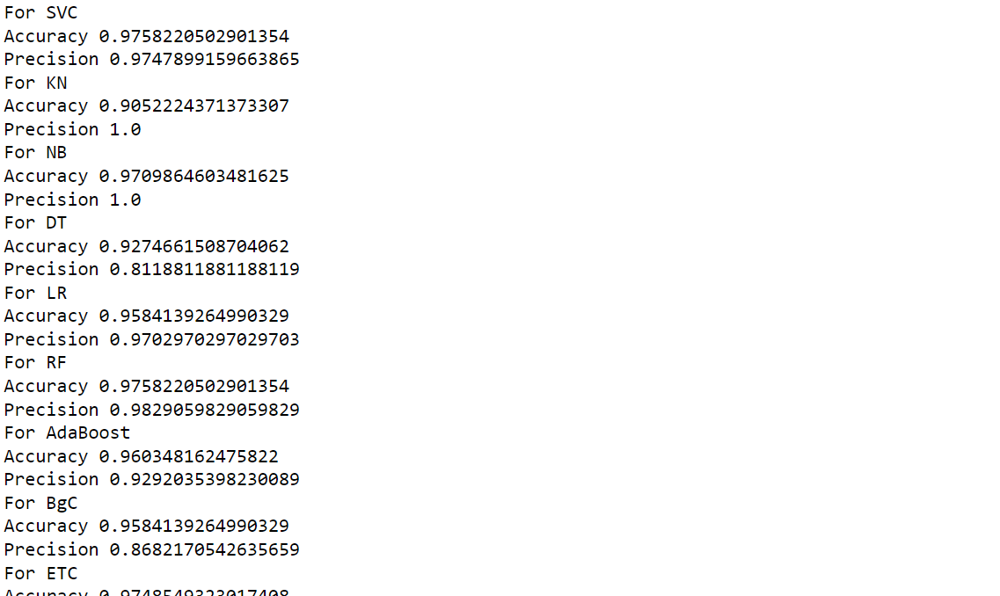 For SVC
Accuracy 0.9758220502901354
Precision 0.9747899159663865
For KN
Accuracy 0.9052224371373307
Precision 1.0
For NB
Accuracy 0.9709864603481625
Precision 1.0
For DT
Accuracy 0.9274661508704062
Precision 0.8118811881188119
For LR
Accuracy 0.9584139264990329
Precision 0.9702970297029703
For RF
Accuracy 0.9758220502901354
Precision 0.9829059829059829
For AdaBoost
Accuracy 0.960348162475822
Precision 0.9292035398230089
For BgC
Accuracy 0.9584139264990329
Precision 0.8682170542635659
For ETC
Accuracy 0.9748549323017408